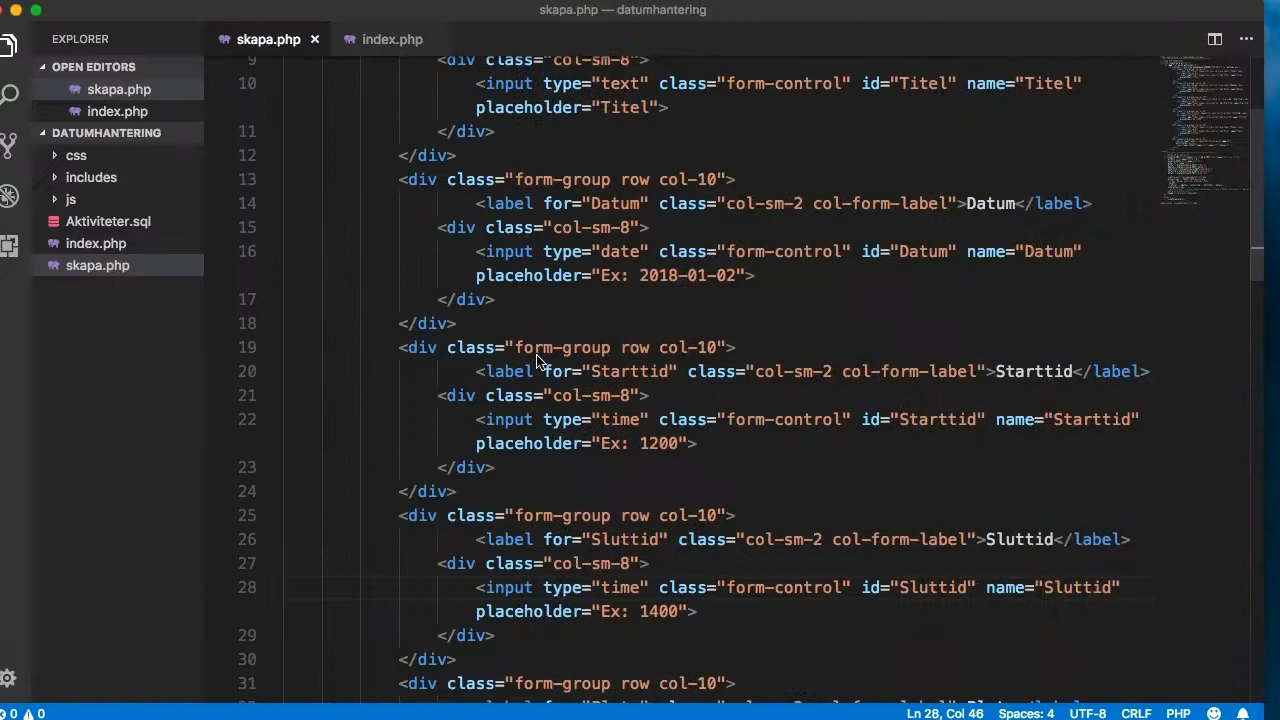 skapa.php — datumhantering
EXPLORER
OPEN EDITORS
skapa.php
index.php
DATUMHANTERING
css
includes
js
Aktiviteter.sql
index.php
skapa.php
skapa.php
index.php
9 <div class="col-sm-8">
10 <input type="text" class="form-control" id="Titel" name="Titel"
placeholder="Titel">
11 </div>
12 </div>
13 <div class="form-group row col-10">
14 <label for="Datum" class="col-sm-2 col-form-label">Datum</label>
15 <div class="col-sm-8">
16 <input type="date" class="form-control" id="Datum" name="Datum"
placeholder="Ex: 2018-01-02">
17 </div>
18 </div>
19 <div class="form-group row col-10">
20 <label for="Starttid" class="col-sm-2 col-form-label">Starttid</label>
21 <div class="col-sm-8">
22 <input type="time" class="form-control" id="Starttid" name="Starttid"
placeholder="Ex: 1200">
23 </div>
24 </div>
25 <div class="form-group row col-10">
26 <label for="Sluttid" class="col-sm-2 col-form-label">Sluttid</label>
27 <div class="col-sm-8">
28 <input type="time" class="form-control" id="Sluttid" name="Sluttid"
placeholder="Ex: 1400">
29 </div>
30 </div>
31 <div class="form-group row col-10">
0 0 Ln 28, Col 46 Spaces: 4 UTF-8 CRLF PHP